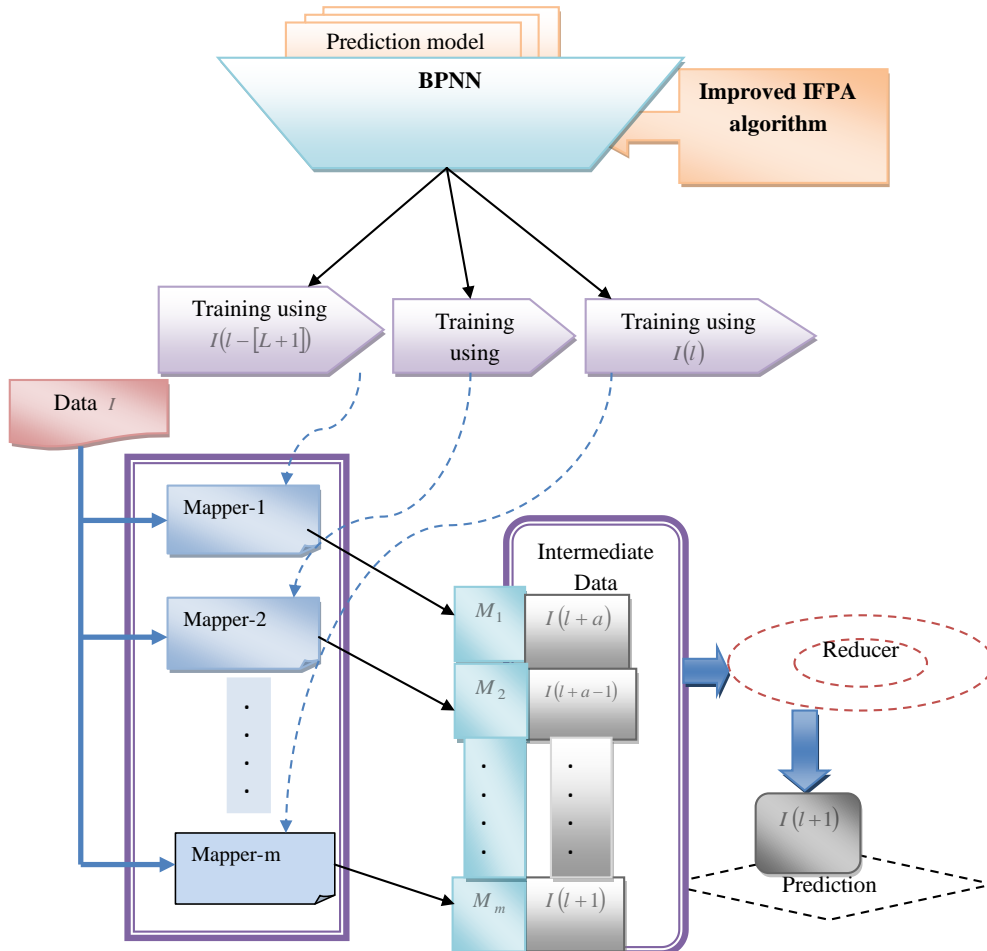 Prediction model
BPNN
Improved IFPA
algorithm
Training using
I(l-[L+1])
Training
using
Training using
I(l)
Data I
Mapper-1
Mapper-2
Mapper-m
Intermediate
Data
M₁
I(l+a)
M₂
I(l+a-1)
Mₘ
I(l+1)
Reducer
I(l+1)
Prediction